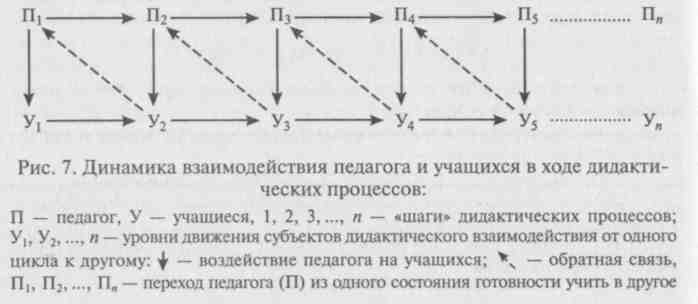 П₁ П₂ П₃ П₄ П₅ .................. Пₙ
У₁ У₂ У₃ У₄ У₅ .................. Уₙ
Рис. 7. Динамика взаимодействия педагога и учащихся в ходе дидакти-
ческих процессов:
П — педагог, У — учащиеся, 1, 2, 3, ..., n — «шаги» дидактических процессов;
У₁, У₂, ..., n — уровни движения субъектов дидактического взаимодействия от одного
цикла к другому: ↓ — воздействие педагога на учащихся; ↖ — обратная связь,
П₁, П₂, ..., Пₙ — переход педагога (П) из одного состояния готовности учить в другое